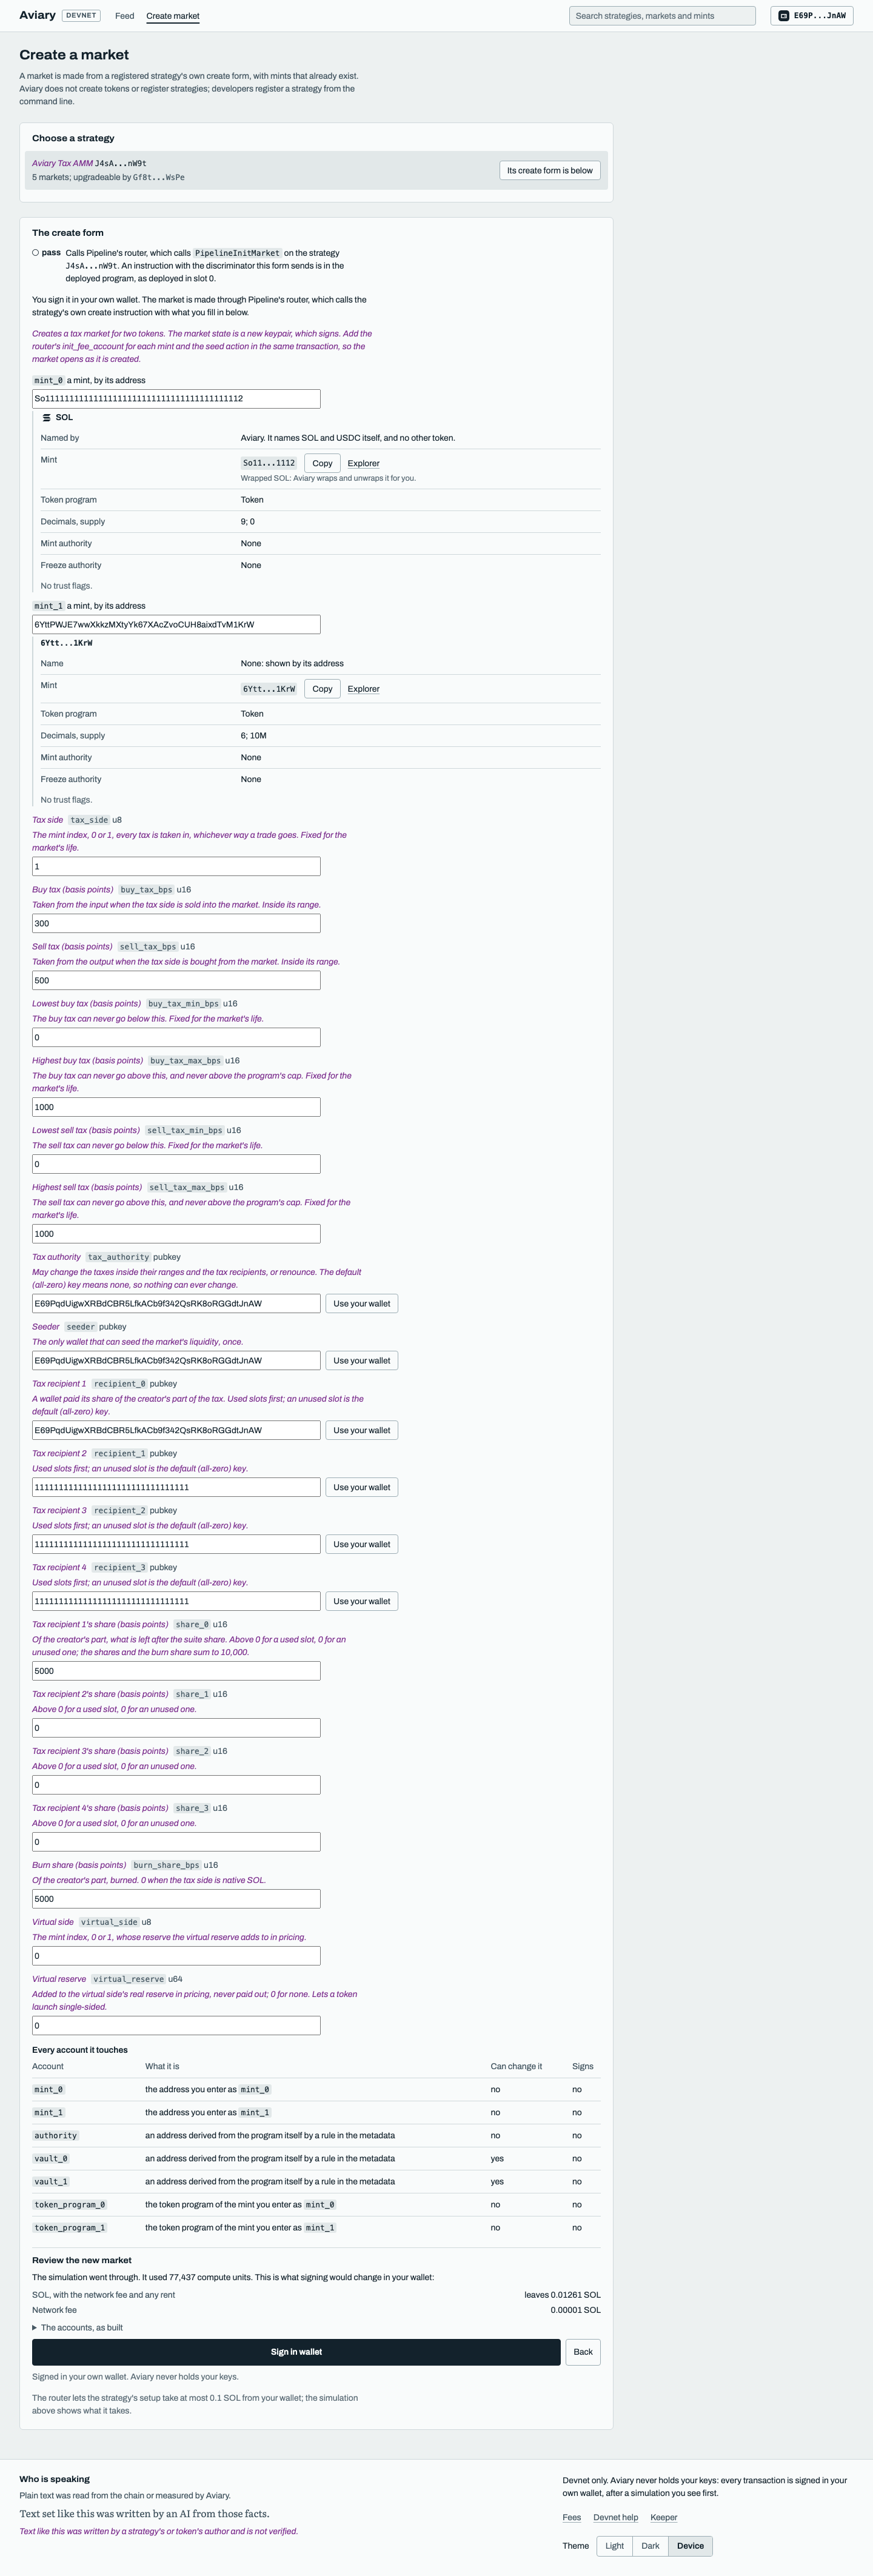 Aviary DEVNET Feed Create market Search strategies, markets and mints E69P...JnAW
Create a market
A market is made from a registered strategy's own create form, with mints that already exist.
Aviary does not create tokens or register strategies; developers register a strategy from the
command line.
Choose a strategy
Aviary Tax AMM J4sA...nW9t
5 markets; upgradeable by Gf8t...WsPe
Its create form is below
The create form
pass Calls Pipeline's router, which calls PipelineInitMarket on the strategy
J4sA...nW9t. An instruction with the discriminator this form sends is in the
deployed program, as deployed in slot 0.
You sign it in your own wallet. The market is made through Pipeline's router, which calls the
strategy's own create instruction with what you fill in below.
Creates a tax market for two tokens. The market state is a new keypair, which signs. Add the
router's init_fee_account for each mint and the seed action in the same transaction, so the
market opens as it is created.
mint_0 a mint, by its address
So11111111111111111111111111111111111111112
SOL
Named by Aviary. It names SOL and USDC itself, and no other token.
Mint So11...1112 Copy Explorer
Wrapped SOL: Aviary wraps and unwraps it for you.
Token program Token
Decimals, supply 9; 0
Mint authority None
Freeze authority None
No trust flags.
mint_1 a mint, by its address
6YttPWJE7wwXkkzMXtyYk67XAcZvoCUH8aixdTvM1KrW
6Ytt...1KrW
Name None: shown by its address
Mint 6Ytt...1KrW Copy Explorer
Token program Token
Decimals, supply 6; 10M
Mint authority None
Freeze authority None
No trust flags.
Tax side tax_side u8
The mint index, 0 or 1, every tax is taken in, whichever way a trade goes. Fixed for the
market's life.
1
Buy tax (basis points) buy_tax_bps u16
Taken from the input when the tax side is sold into the market. Inside its range.
300
Sell tax (basis points) sell_tax_bps u16
Taken from the output when the tax side is bought from the market. Inside its range.
500
Lowest buy tax (basis points) buy_tax_min_bps u16
The buy tax can never go below this. Fixed for the market's life.
0
Highest buy tax (basis points) buy_tax_max_bps u16
The buy tax can never go above this, and never above the program's cap. Fixed for the
market's life.
1000
Lowest sell tax (basis points) sell_tax_min_bps u16
The sell tax can never go below this. Fixed for the market's life.
0
Highest sell tax (basis points) sell_tax_max_bps u16
The sell tax can never go above this, and never above the program's cap. Fixed for the
market's life.
1000
Tax authority tax_authority pubkey
May change the taxes inside their ranges and the tax recipients, or renounce. The default
(all-zero) key means none, so nothing can ever change.
E69PqdUigwXRBdCBR5LfkACb9f342QsRK8oRGGdtJnAW Use your wallet
Seeder seeder pubkey
The only wallet that can seed the market's liquidity, once.
E69PqdUigwXRBdCBR5LfkACb9f342QsRK8oRGGdtJnAW Use your wallet
Tax recipient 1 recipient_0 pubkey
A wallet paid its share of the creator's part of the tax. Used slots first; an unused slot is the
default (all-zero) key.
E69PqdUigwXRBdCBR5LfkACb9f342QsRK8oRGGdtJnAW Use your wallet
Tax recipient 2 recipient_1 pubkey
Used slots first; an unused slot is the default (all-zero) key.
11111111111111111111111111111111 Use your wallet
Tax recipient 3 recipient_2 pubkey
Used slots first; an unused slot is the default (all-zero) key.
11111111111111111111111111111111 Use your wallet
Tax recipient 4 recipient_3 pubkey
Used slots first; an unused slot is the default (all-zero) key.
11111111111111111111111111111111 Use your wallet
Tax recipient 1's share (basis points) share_0 u16
Of the creator's part, what is left after the suite share. Above 0 for a used slot, 0 for an
unused one; the shares and the burn share sum to 10,000.
5000
Tax recipient 2's share (basis points) share_1 u16
Above 0 for a used slot, 0 for an unused one.
0
Tax recipient 3's share (basis points) share_2 u16
Above 0 for a used slot, 0 for an unused one.
0
Tax recipient 4's share (basis points) share_3 u16
Above 0 for a used slot, 0 for an unused one.
0
Burn share (basis points) burn_share_bps u16
Of the creator's part, burned. 0 when the tax side is native SOL.
5000
Virtual side virtual_side u8
The mint index, 0 or 1, whose reserve the virtual reserve adds to in pricing.
0
Virtual reserve virtual_reserve u64
Added to the virtual side's real reserve in pricing, never paid out; 0 for none. Lets a token
launch single-sided.
0
Every account it touches
Account What it is Can change it Signs
mint_0 the address you enter as mint_0 no no
mint_1 the address you enter as mint_1 no no
authority an address derived from the program itself by a rule in the metadata no no
vault_0 an address derived from the program itself by a rule in the metadata yes no
vault_1 an address derived from the program itself by a rule in the metadata yes no
token_program_0 the token program of the mint you enter as mint_0 no no
token_program_1 the token program of the mint you enter as mint_1 no no
Review the new market
The simulation went through. It used 77,437 compute units. This is what signing would change in your wallet:
SOL, with the network fee and any rent leaves 0.01261 SOL
Network fee 0.00001 SOL
The accounts, as built
Sign in wallet Back
Signed in your own wallet. Aviary never holds your keys.
The router lets the strategy's setup take at most 0.1 SOL from your wallet; the simulation
above shows what it takes.
Who is speaking
Plain text was read from the chain or measured by Aviary.
Text set like this was written by an AI from those facts.
Text like this was written by a strategy's or token's author and is not verified.
Devnet only. Aviary never holds your keys: every transaction is signed in your
own wallet, after a simulation you see first.
Fees Devnet help Keeper
Theme Light Dark Device